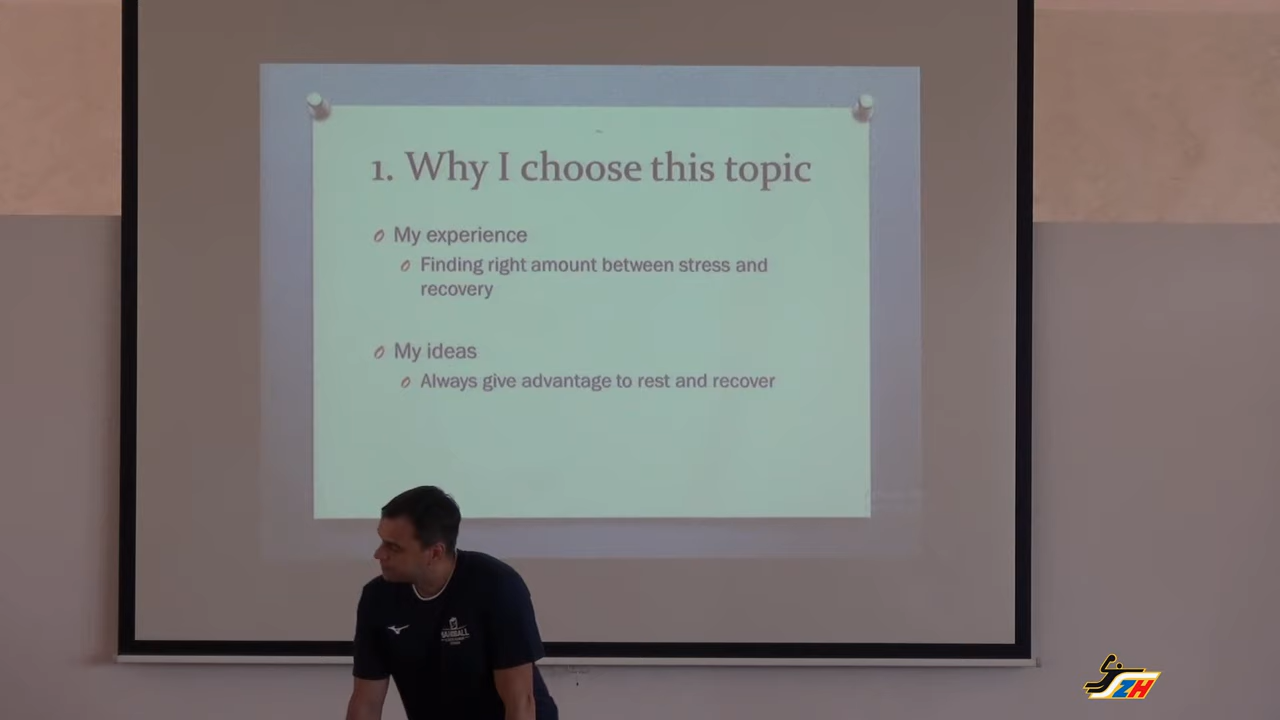 1. Why I choose this topic
My experience
Finding right amount between stress and
recovery
My ideas
Always give advantage to rest and recover
ZH